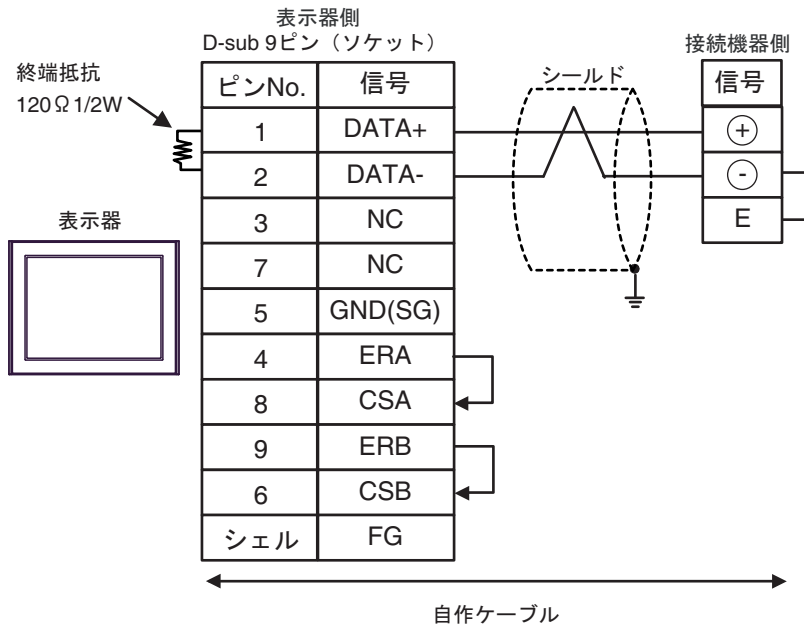 表示器側
D-sub 9ピン（ソケット）
接続機器側
終端抵抗
120Ω 1/2W
シールド
ピンNo. 信号
信号
1 DATA+
+
2 DATA-
-
3 NC
E
表示器
7 NC
5 GND(SG)
4 ERA
8 CSA
9 ERB
6 CSB
シェル FG
自作ケーブル